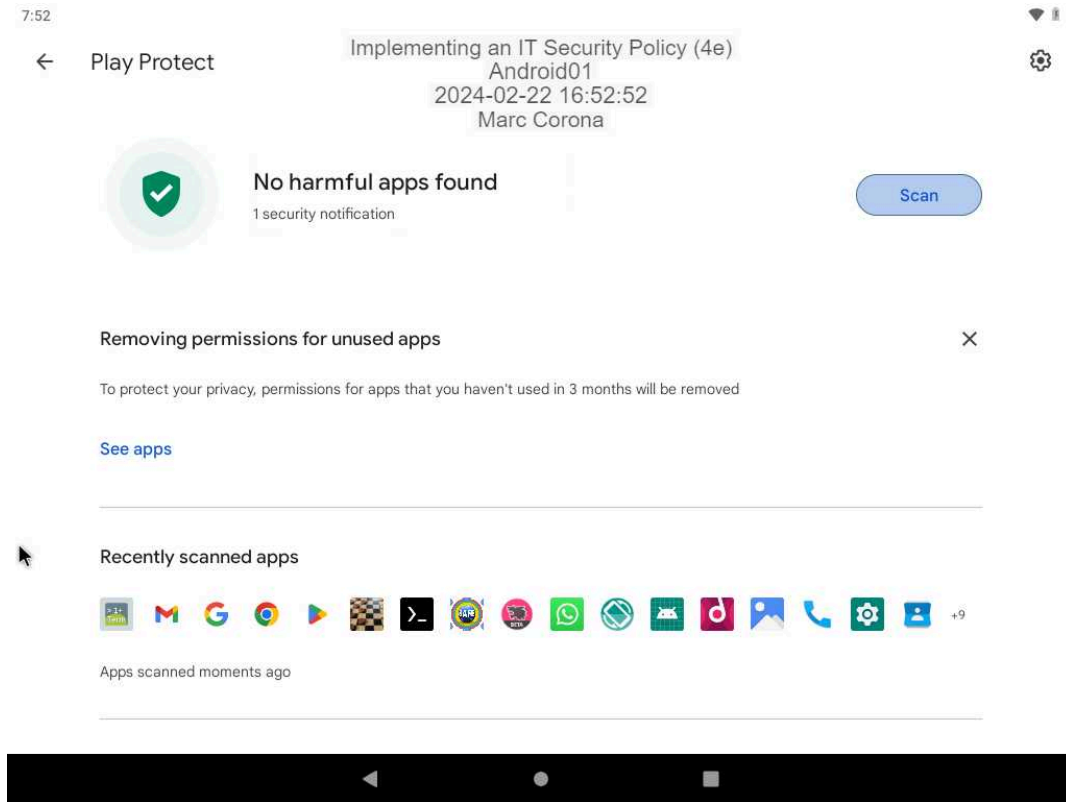 7:52
Play Protect
Implementing an IT Security Policy (4e)
Android01
2024-02-22 16:52:52
Marc Corona
No harmful apps found
1 security notification
Scan
Removing permissions for unused apps
To protect your privacy, permissions for apps that you haven't used in 3 months will be removed
See apps
Recently scanned apps
+9
Apps scanned moments ago